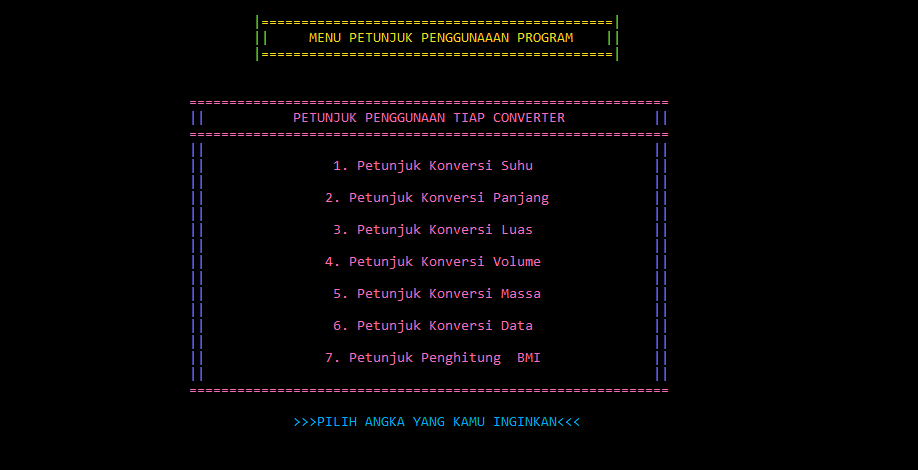 MENU PETUNJUK PENGGUNAAAN PROGRAM
PETUNJUK PENGGUNAAN TIAP CONVERTER
1. Petunjuk Konversi Suhu
2. Petunjuk Konversi Panjang
3. Petunjuk Konversi Luas
4. Petunjuk Konversi Volume
5. Petunjuk Konversi Massa
6. Petunjuk Konversi Data
7. Petunjuk Penghitung  BMI
>>>PILIH ANGKA YANG KAMU INGINKAN<<<